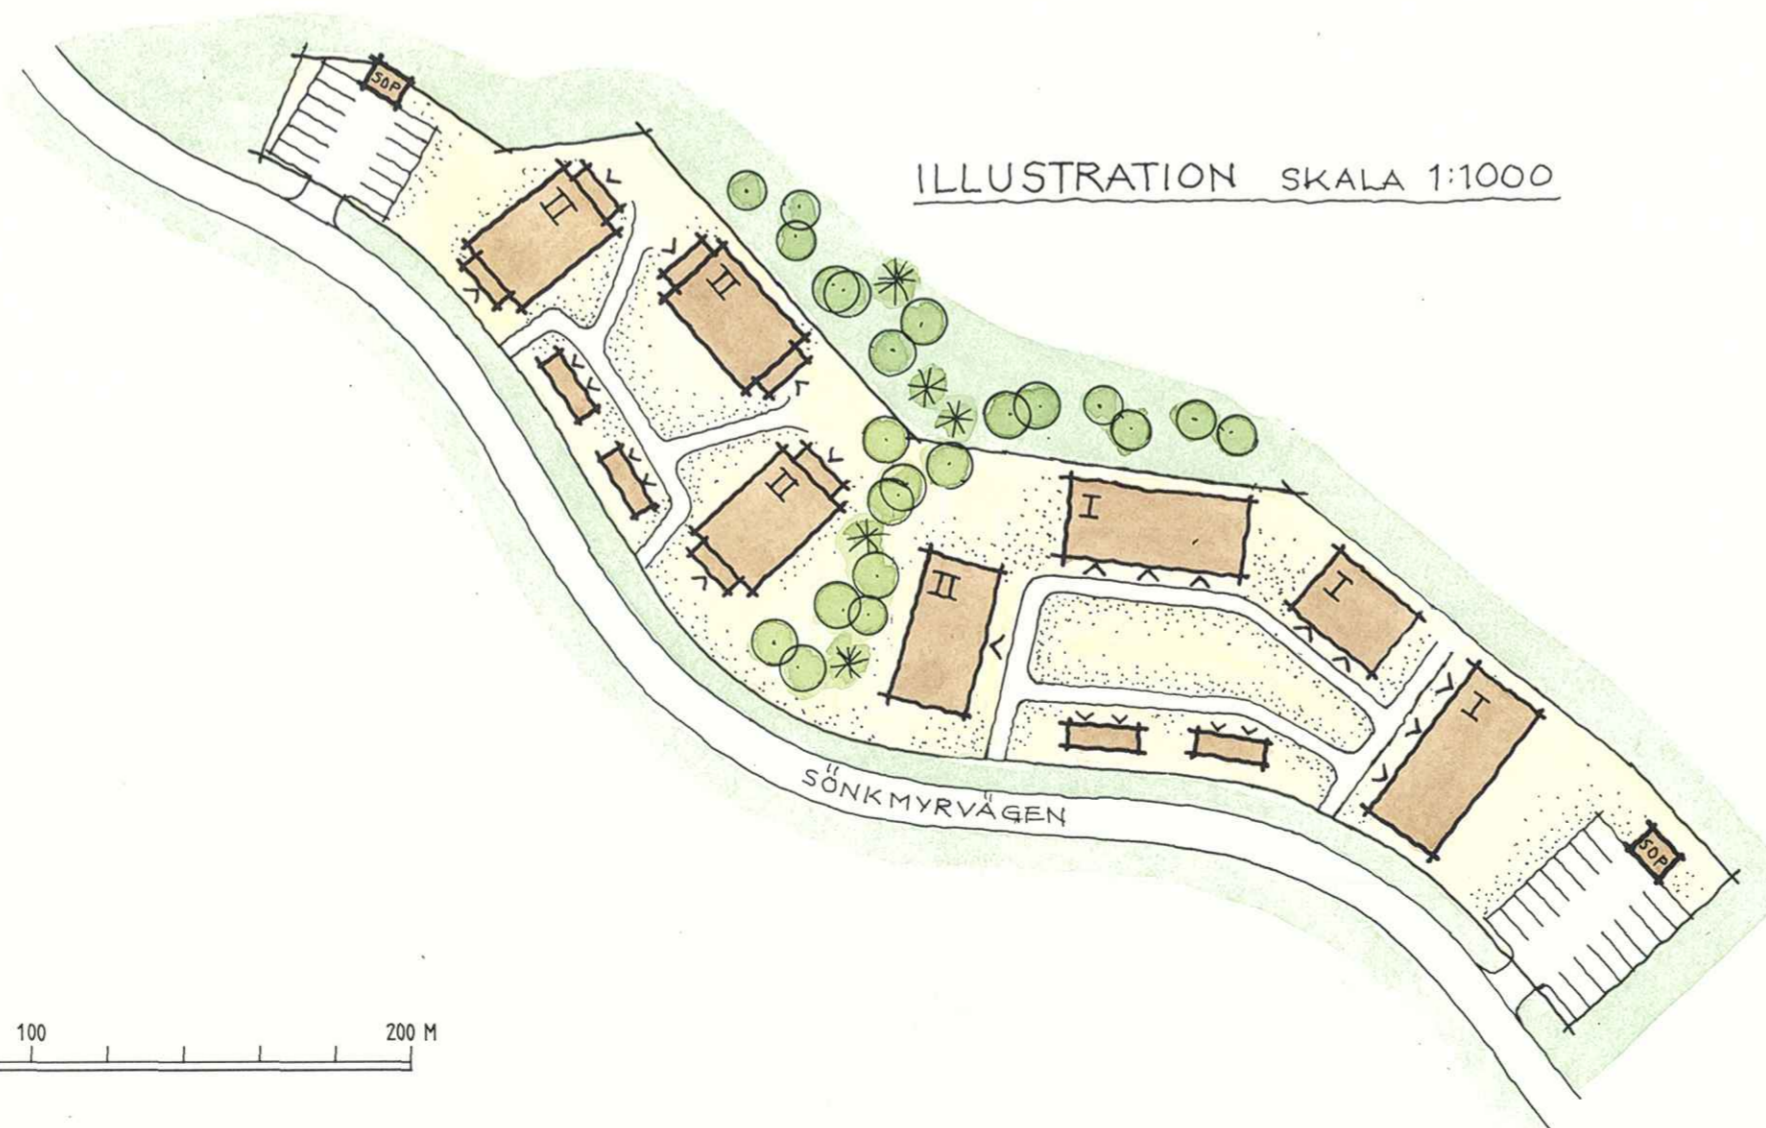 SOP
ILLUSTRATION SKALA 1:1000
II
II
II
I
II
I
I
SÖNKMYRVÄGEN
SOP
100 200 M